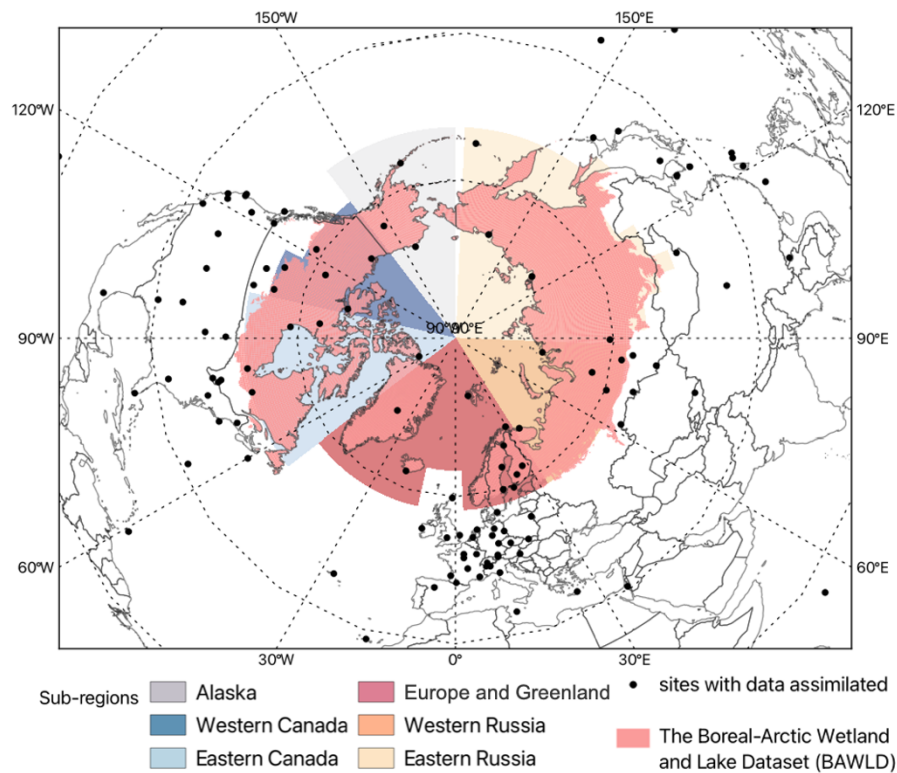 150°W 150°E
120°W 120°E
90°W 90°W 90°E 90°E
60°W 60°E
30°W 0° 30°E
Sub-regions
Alaska
Western Canada
Eastern Canada
Europe and Greenland
Western Russia
Eastern Russia
sites with data assimilated
The Boreal-Arctic Wetland
and Lake Dataset (BAWLD)